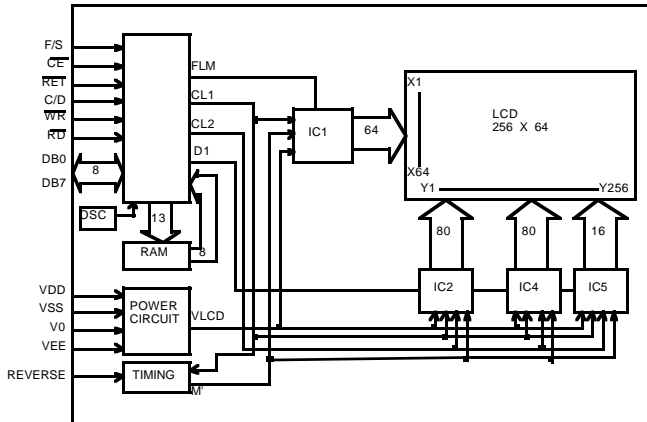 F/S
CE
RET
C/D
WR
RD
DB0
8
DB7
OSC
13
RAM
8
FLM
CL1
CL2
D1
IC1
64
X1
LCD
256 X 64
X64
Y1
Y256
80
80
16
IC2
IC4
IC5
VDD
VSS
V0
VEE
POWER
CIRCUIT
VLCD
REVERSE
TIMING
M'